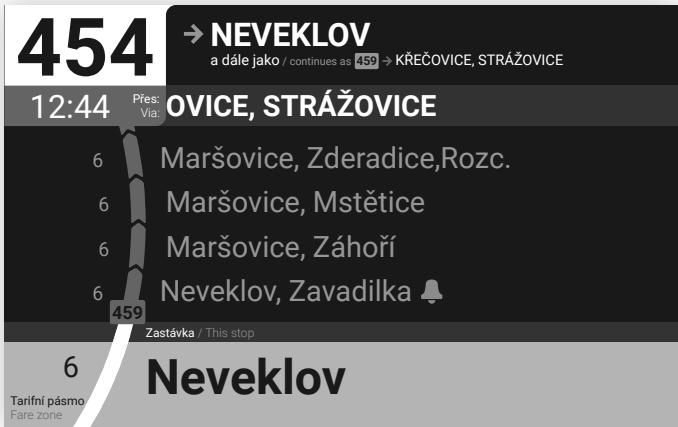 454
→ NEVEKLOV
a dále jako / continues as 459 → KŘEČOVICE, STRÁŽOVICE
12:44
Přes:
Via:
OVICE, STRÁŽOVICE
6 Maršovice, Zderadice,Rozc.
6 Maršovice, Mstětice
6 Maršovice, Záhoří
6 Neveklov, Zavadilka
459
Zastávka / This stop
6 Neveklov
Tarifní pásmo
Fare zone